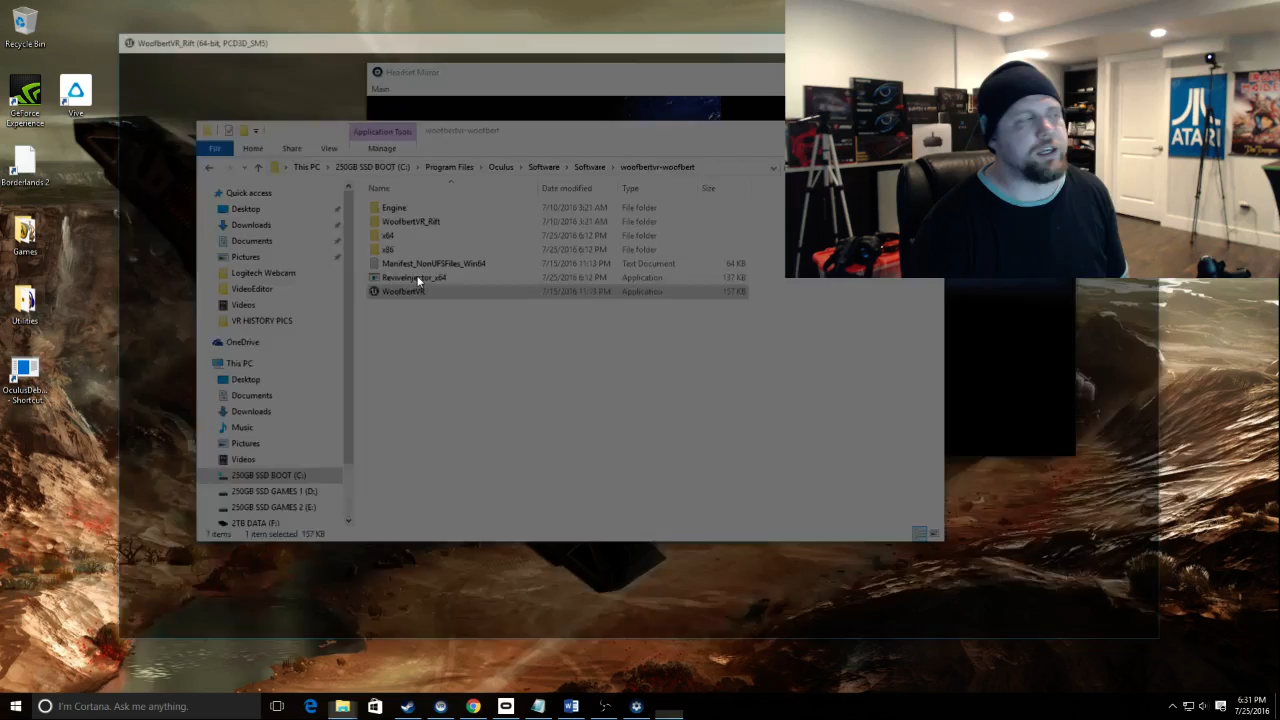 WoofbertVR_Rift (64-bit, PCD3D_SM5)
Headset Mirror
Main
Application Tools
woofbertvr-woofbert
File Home Share View Manage
This PC › 250GB SSD BOOT (C:) › Program Files › Oculus › Software › Software › woofbertvr-woofbert
Name Date modified Type Size
Engine 7/10/2016 3:21 AM File folder
WoofbertVR_Rift 7/10/2016 3:21 AM File folder
x64 7/25/2016 6:12 PM File folder
x86 7/25/2016 6:12 PM File folder
Manifest_NonUFSFiles_Win64 7/15/2016 11:13 PM Text Document 64 KB
ReviveInjector_x64 7/25/2016 6:12 PM Application 137 KB
WoofbertVR 7/15/2016 11:13 PM Application 157 KB
Quick access
Desktop
Downloads
Documents
Pictures
Logitech Webcam
VideoEditor
Videos
VR HISTORY PICS
OneDrive
This PC
Desktop
Documents
Downloads
Music
Pictures
Videos
250GB SSD BOOT (C:)
250GB SSD GAMES 1 (D:)
250GB SSD GAMES 2 (E:)
2TB DATA (F:)
7 items 1 item selected 157 KB
Recycle Bin
GeForce
Experience
Vive
Borderlands 2
Games
Utilities
OculusDeb...
- Shortcut
ATARI
IRON
MAIDEN
I'm Cortana. Ask me anything.
6:31 PM
7/25/2016